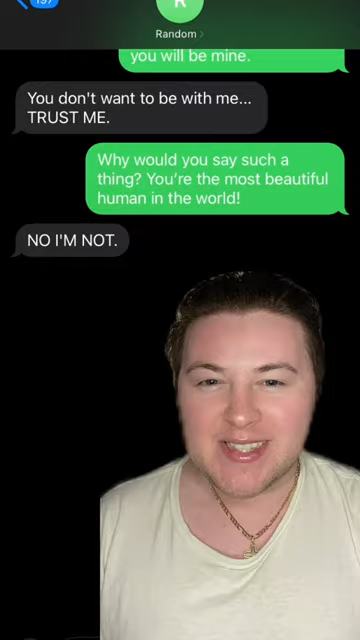 197
R
Random
you will be mine.
You don't want to be with me...
TRUST ME.
Why would you say such a
thing? You're the most beautiful
human in the world!
NO I'M NOT.